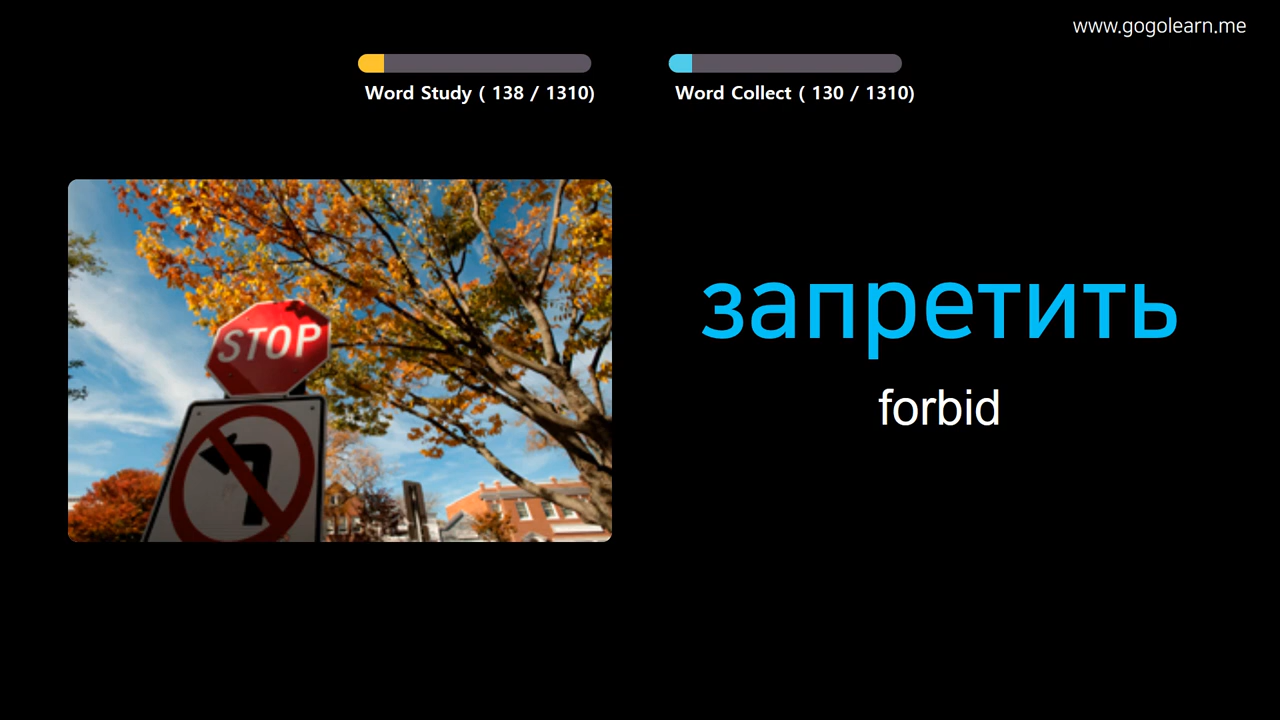 www.gogolearn.me
Word Study ( 138 / 1310)
Word Collect ( 130 / 1310)
STOP
запретить
forbid